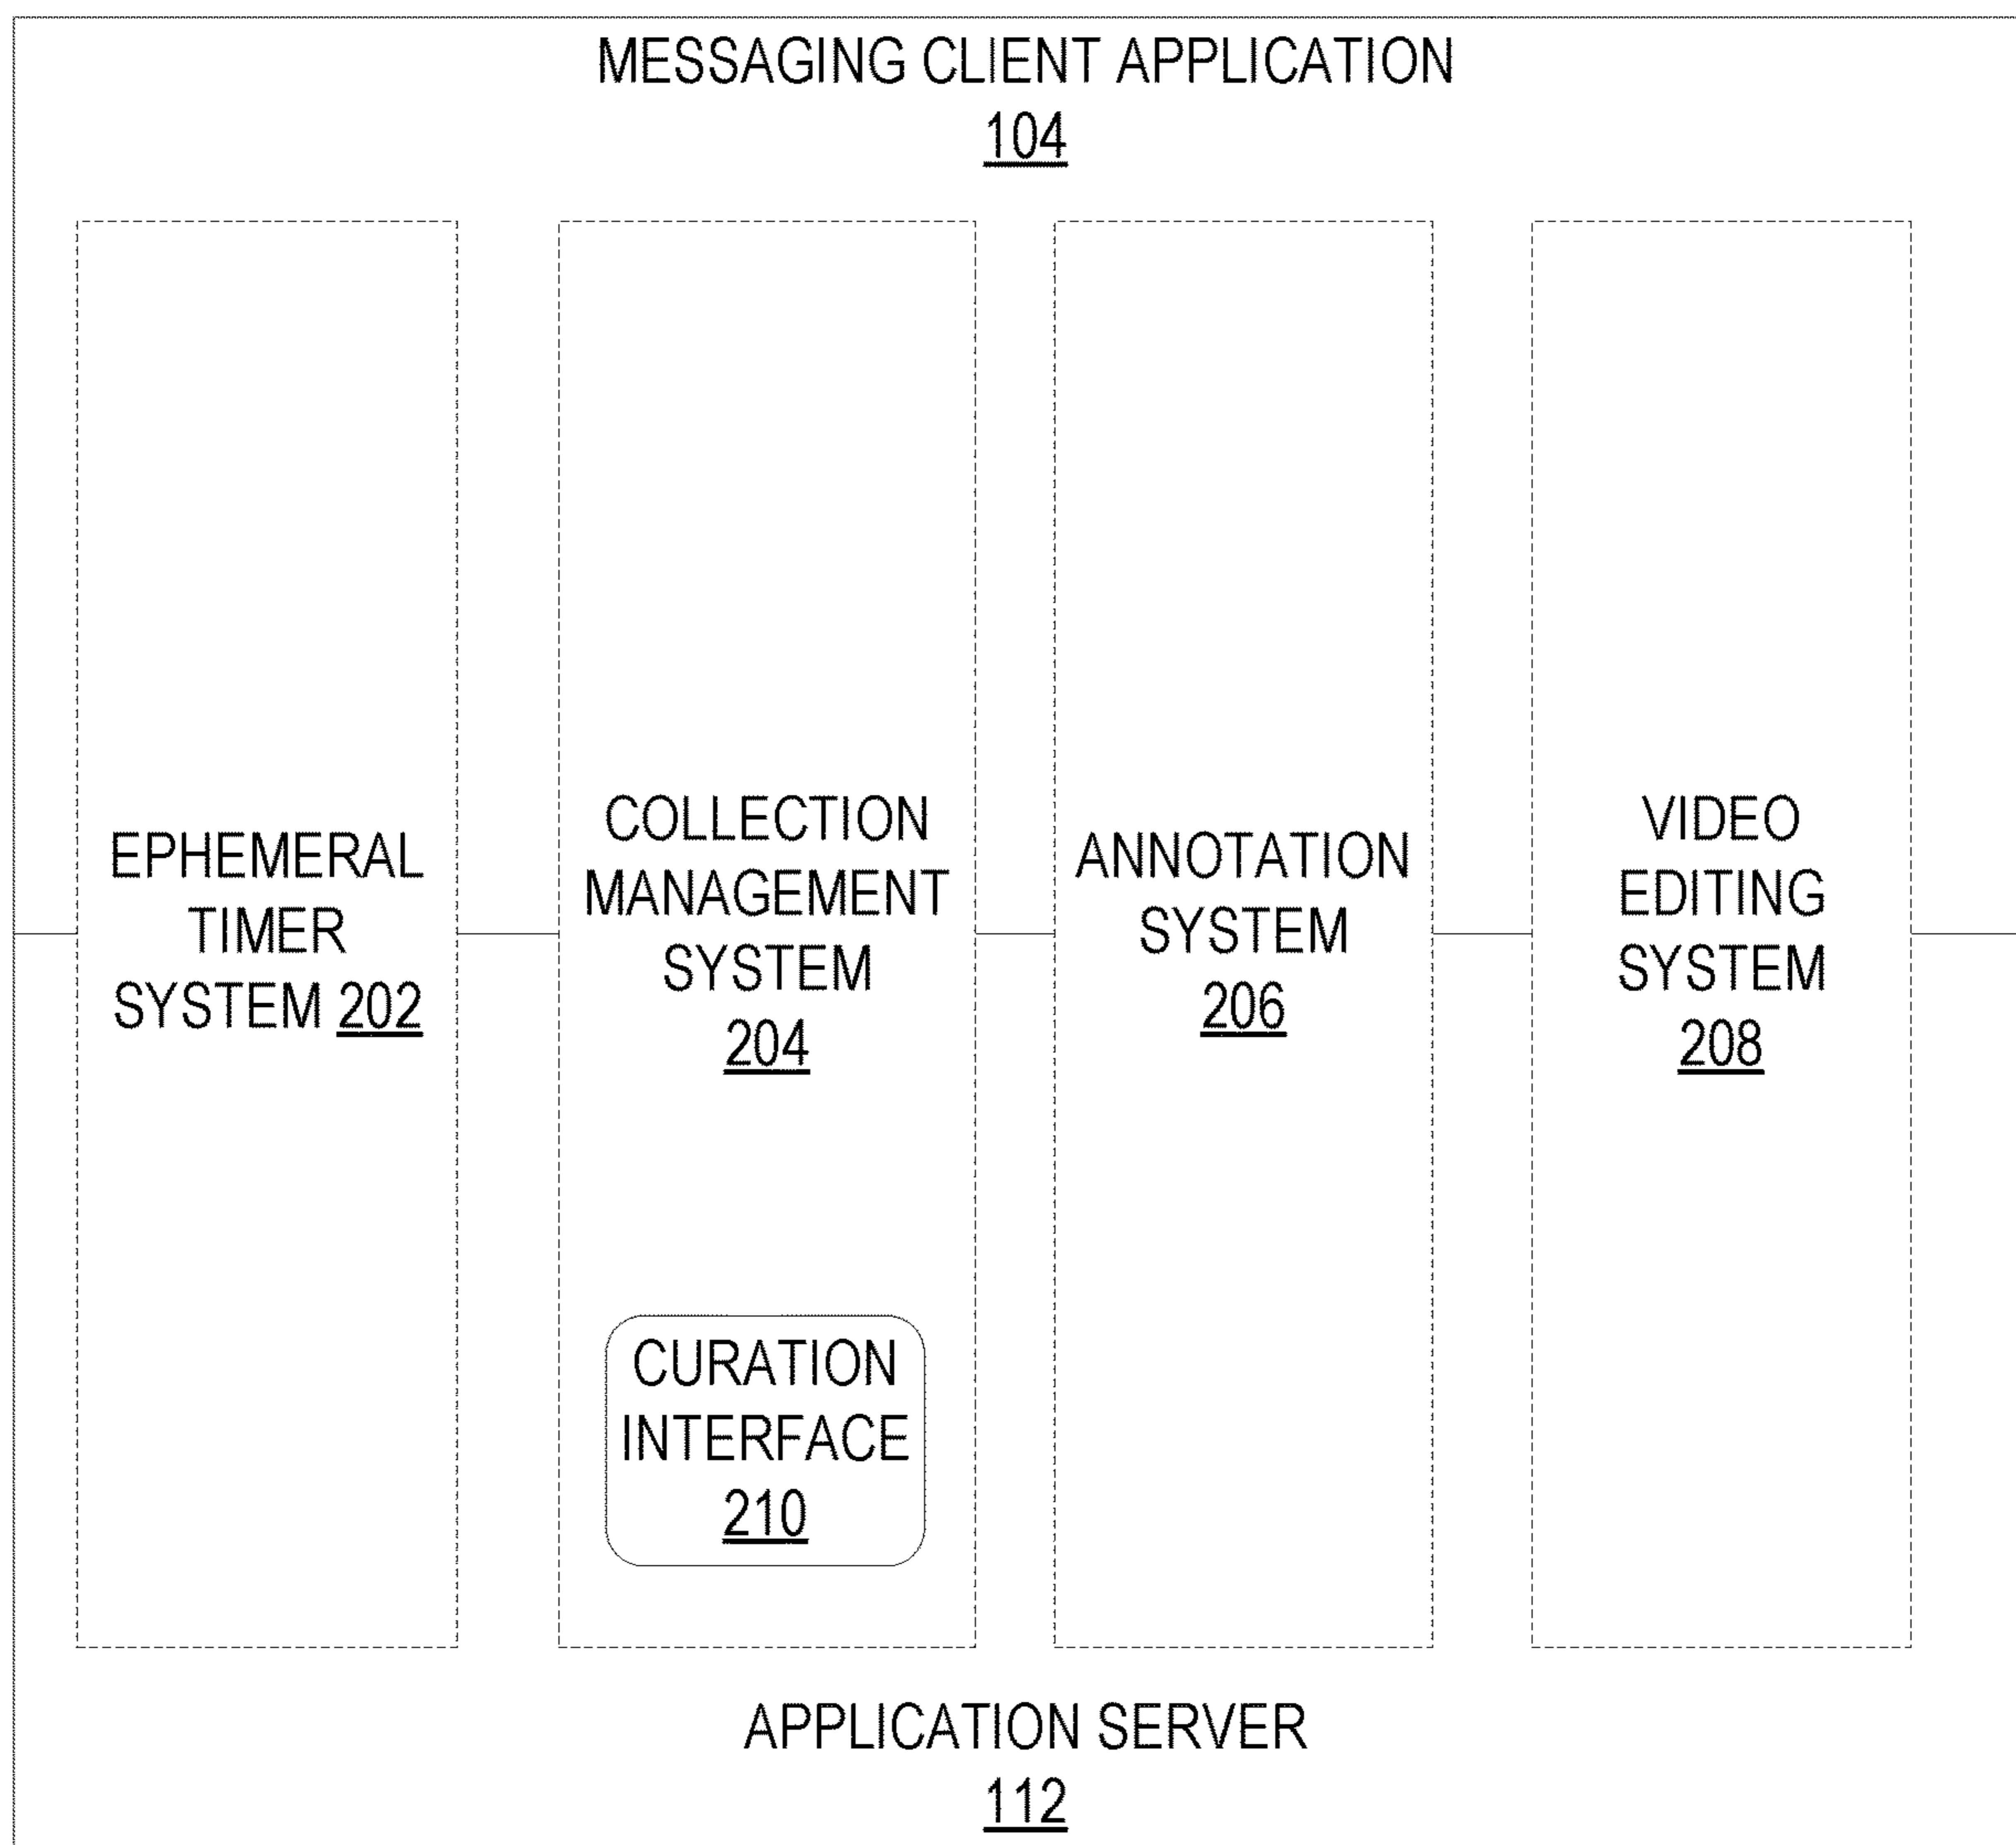 MESSAGING CLIENT APPLICATION
104
EPHEMERAL
TIMER
SYSTEM 202
COLLECTION
MANAGEMENT
SYSTEM
204
CURATION
INTERFACE
210
ANNOTATION
SYSTEM
206
VIDEO
EDITING
SYSTEM
208
APPLICATION SERVER
112